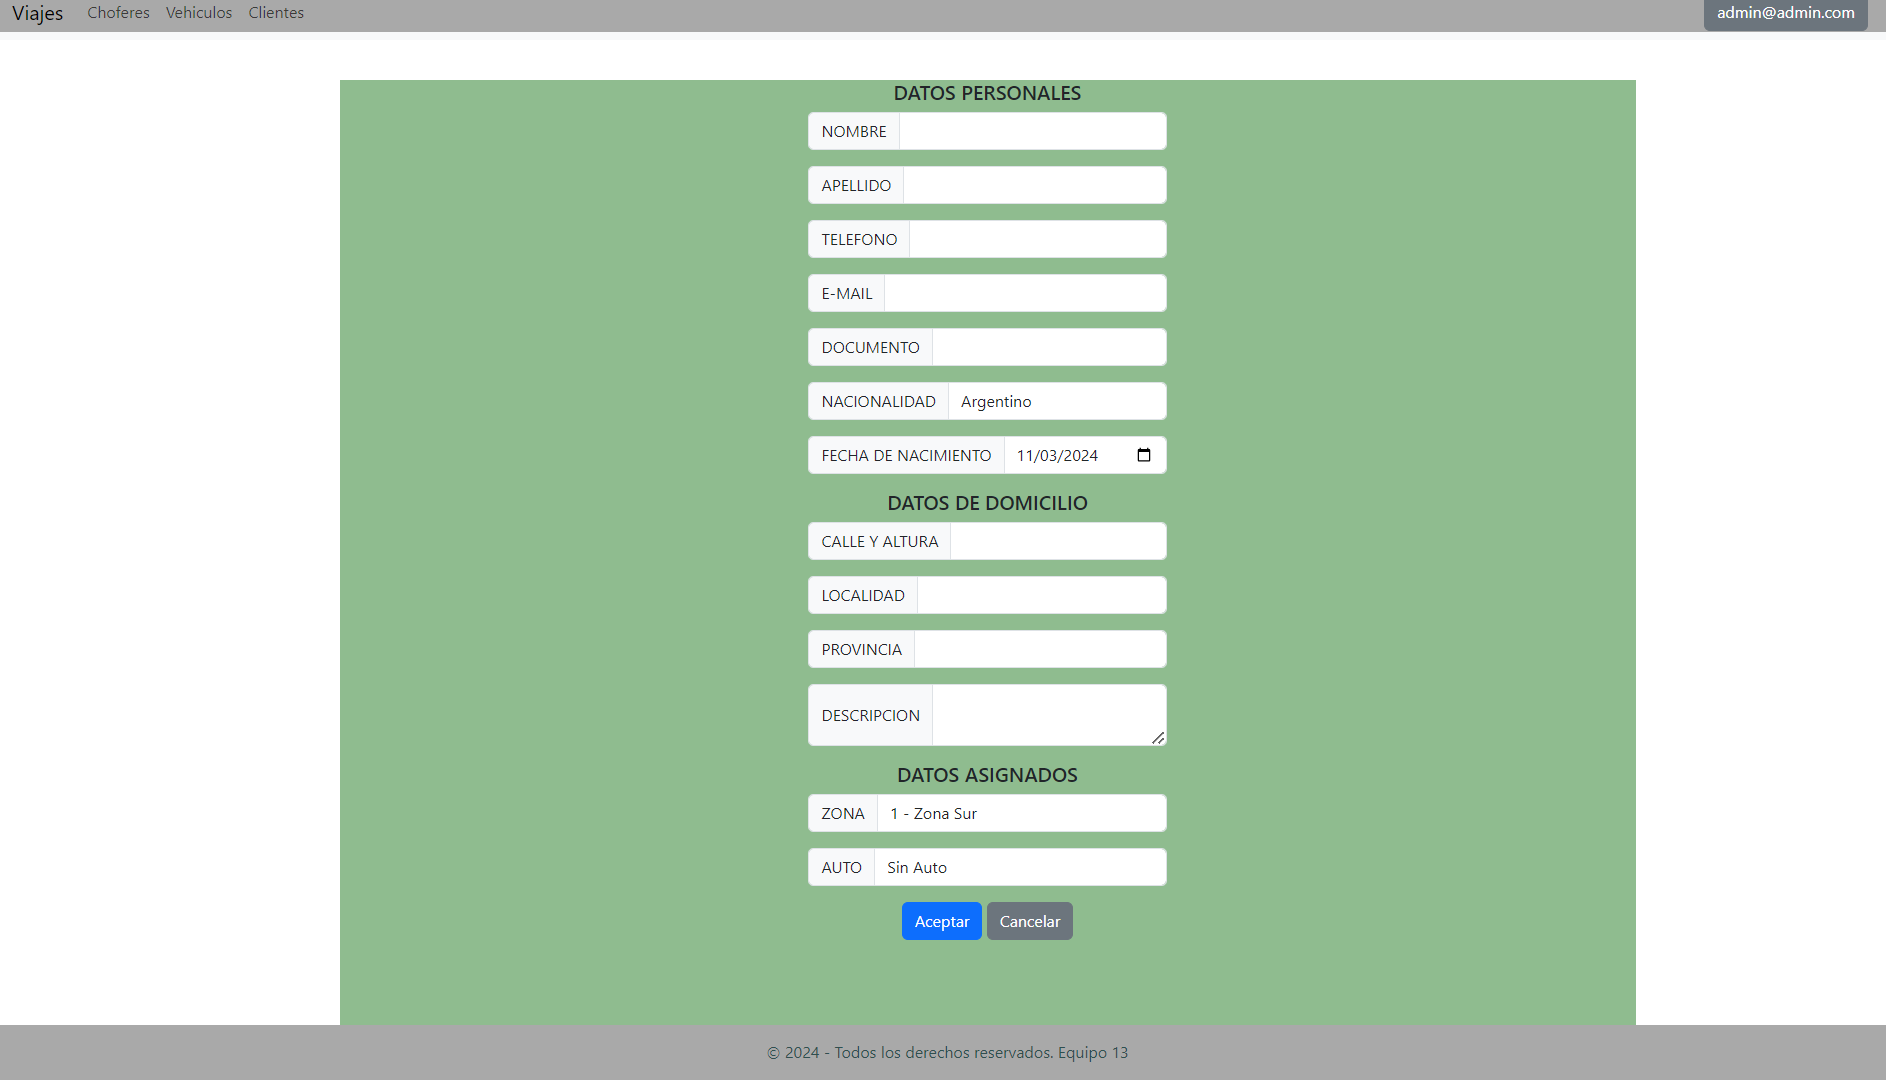 Viajes Choferes Vehiculos Clientes admin@admin.com
DATOS PERSONALES
NOMBRE
APELLIDO
TELEFONO
E-MAIL
DOCUMENTO
NACIONALIDAD Argentino
FECHA DE NACIMIENTO 11/03/2024
DATOS DE DOMICILIO
CALLE Y ALTURA
LOCALIDAD
PROVINCIA
DESCRIPCION
DATOS ASIGNADOS
ZONA 1 - Zona Sur
AUTO Sin Auto
Aceptar Cancelar
© 2024 - Todos los derechos reservados. Equipo 13